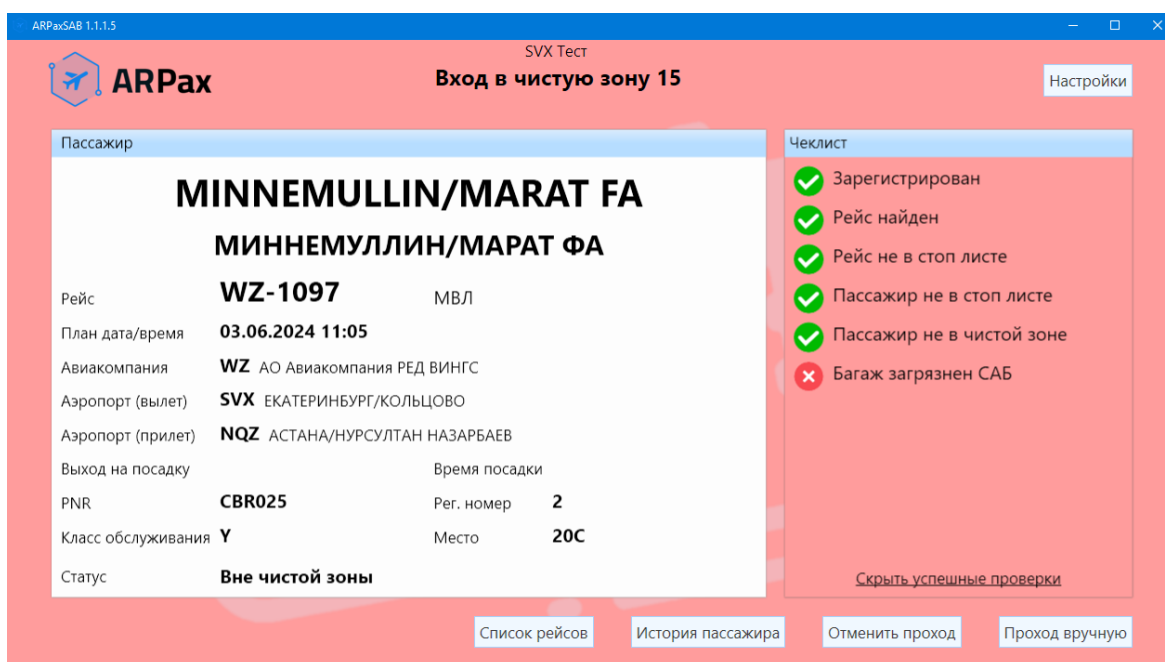 ARPaxSAB 1.1.1.5
SVX Тест
ARPax
Вход в чистую зону 15
Настройки
Пассажир
MINNEMULLIN/MARAT FA
МИННЕМУЛЛИН/МАРАТ ФА
Рейс WZ-1097 МВЛ
План дата/время 03.06.2024 11:05
Авиакомпания WZ АО Авиакомпания РЕД ВИНГС
Аэропорт (вылет) SVX ЕКАТЕРИНБУРГ/КОЛЬЦОВО
Аэропорт (прилет) NQZ АСТАНА/НУРСУЛТАН НАЗАРБАЕВ
Выход на посадку Время посадки
PNR CBR025 Рег. номер 2
Класс обслуживания Y Место 20C
Статус Вне чистой зоны
Чеклист
Зарегистрирован
Рейс найден
Рейс не в стоп листе
Пассажир не в стоп листе
Пассажир не в чистой зоне
Багаж загрязнен САБ
Скрыть успешные проверки
Список рейсов История пассажира Отменить проход Проход вручную